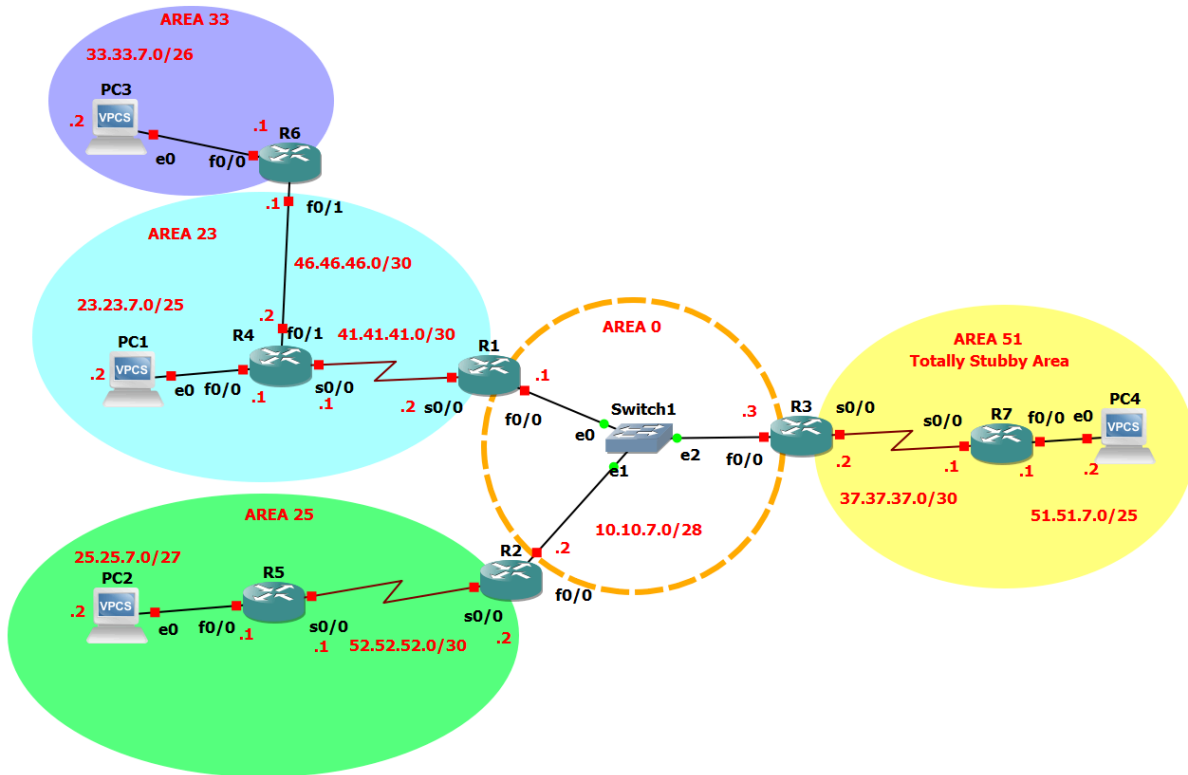 AREA 33
33.33.7.0/26
PC3
VPCS
.2
e0
f0/0
.1
R6
.1
f0/1
AREA 23
46.46.46.0/30
23.23.7.0/25
.2
f0/1
R4
41.41.41.0/30
PC1
VPCS
.2
e0
f0/0
.1
s0/0
.1
R1
.2
s0/0
.1
f0/0
AREA 0
Switch1
e0
e1
e2
10.10.7.0/28
.3
f0/0
R3
AREA 51
Totally Stubby Area
s0/0
.2
s0/0
R7
f0/0
e0
PC4
VPCS
.1
.1
.2
37.37.37.0/30
51.51.7.0/25
AREA 25
25.25.7.0/27
PC2
VPCS
.2
e0
f0/0
.1
R5
s0/0
.1
52.52.52.0/30
R2
.2
f0/0
s0/0
.2